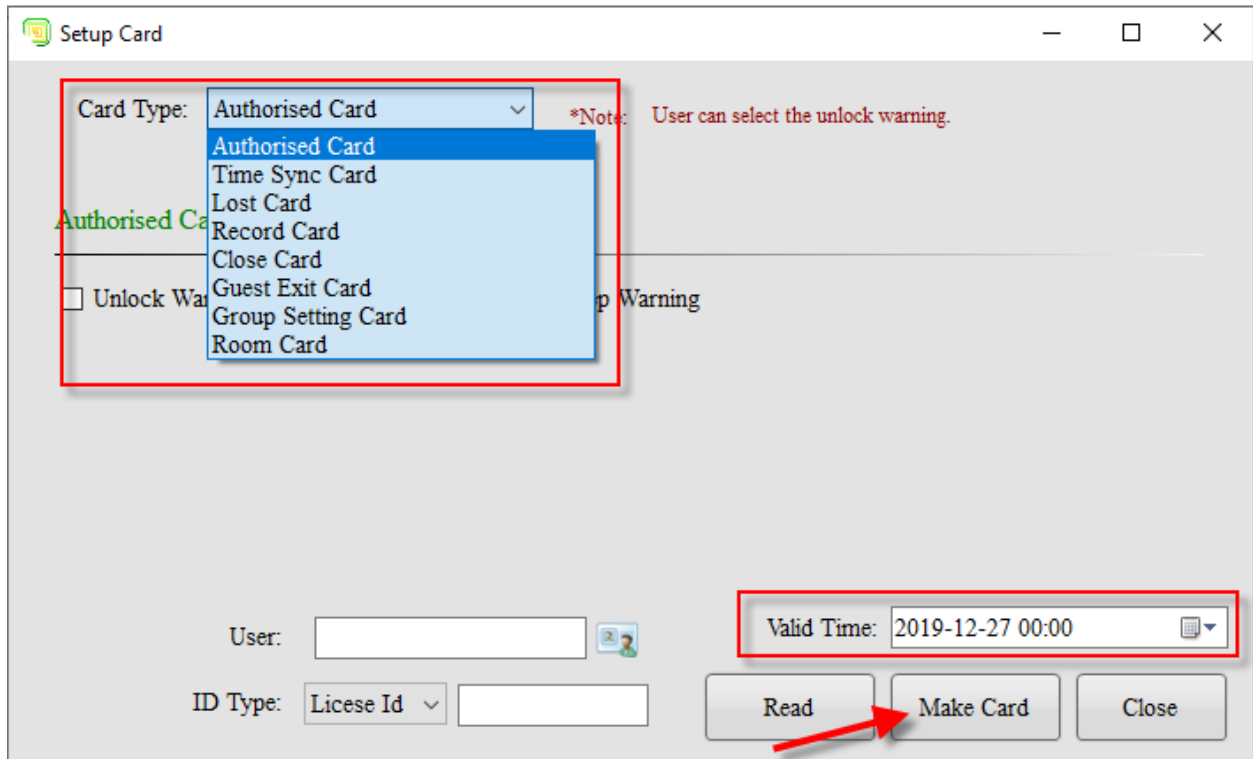 Setup Card
Card Type: Authorised Card *Note: User can select the unlock warning.
Authorised Card
Time Sync Card
Lost Card
Record Card
Close Card
Guest Exit Card
Group Setting Card
Room Card
Authorised Ca
Unlock Wa
p Warning
User:
Valid Time: 2019-12-27 00:00
ID Type: Licese Id
Read
Make Card
Close